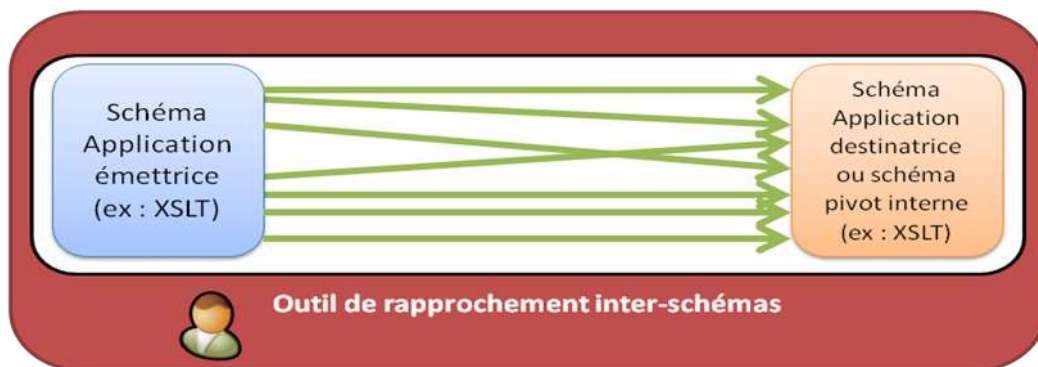 Schéma
Application
émettrice
(ex : XSLT)
Schéma
Application
destinatrice
ou schéma
pivot interne
(ex : XSLT)
Outil de rapprochement inter-schémas